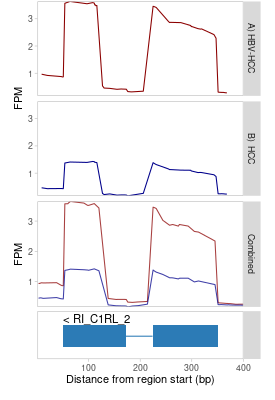 3
2
1
FPM
A) HBV-HCC
3
2
1
B) HCC
3
2
1
FPM
Combined
< RI_C1RL_2
100 200 300 400
Distance from region start (bp)